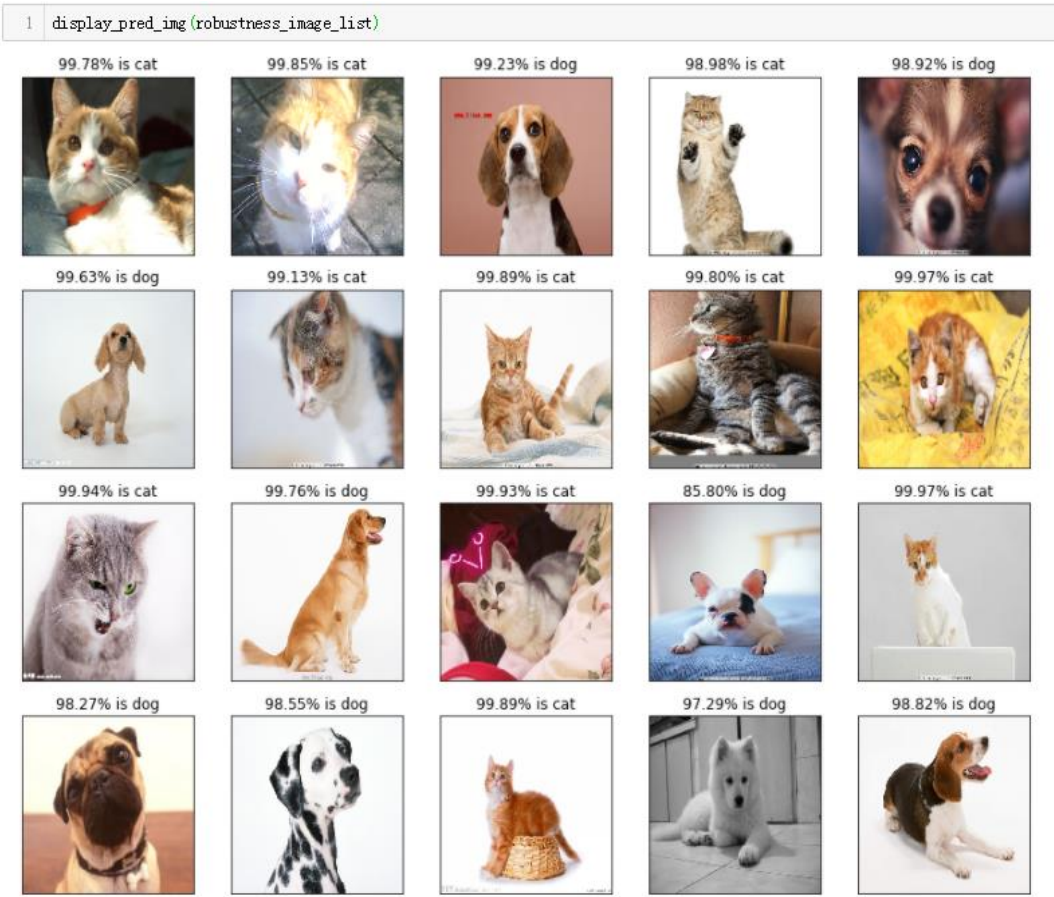 1 display_pred_img(robustness_image_list)
99.78% is cat 99.85% is cat 99.23% is dog 98.98% is cat 98.92% is dog
99.63% is dog 99.13% is cat 99.89% is cat 99.80% is cat 99.97% is cat
99.94% is cat 99.76% is dog 99.93% is cat 85.80% is dog 99.97% is cat
98.27% is dog 98.55% is dog 99.89% is cat 97.29% is dog 98.82% is dog